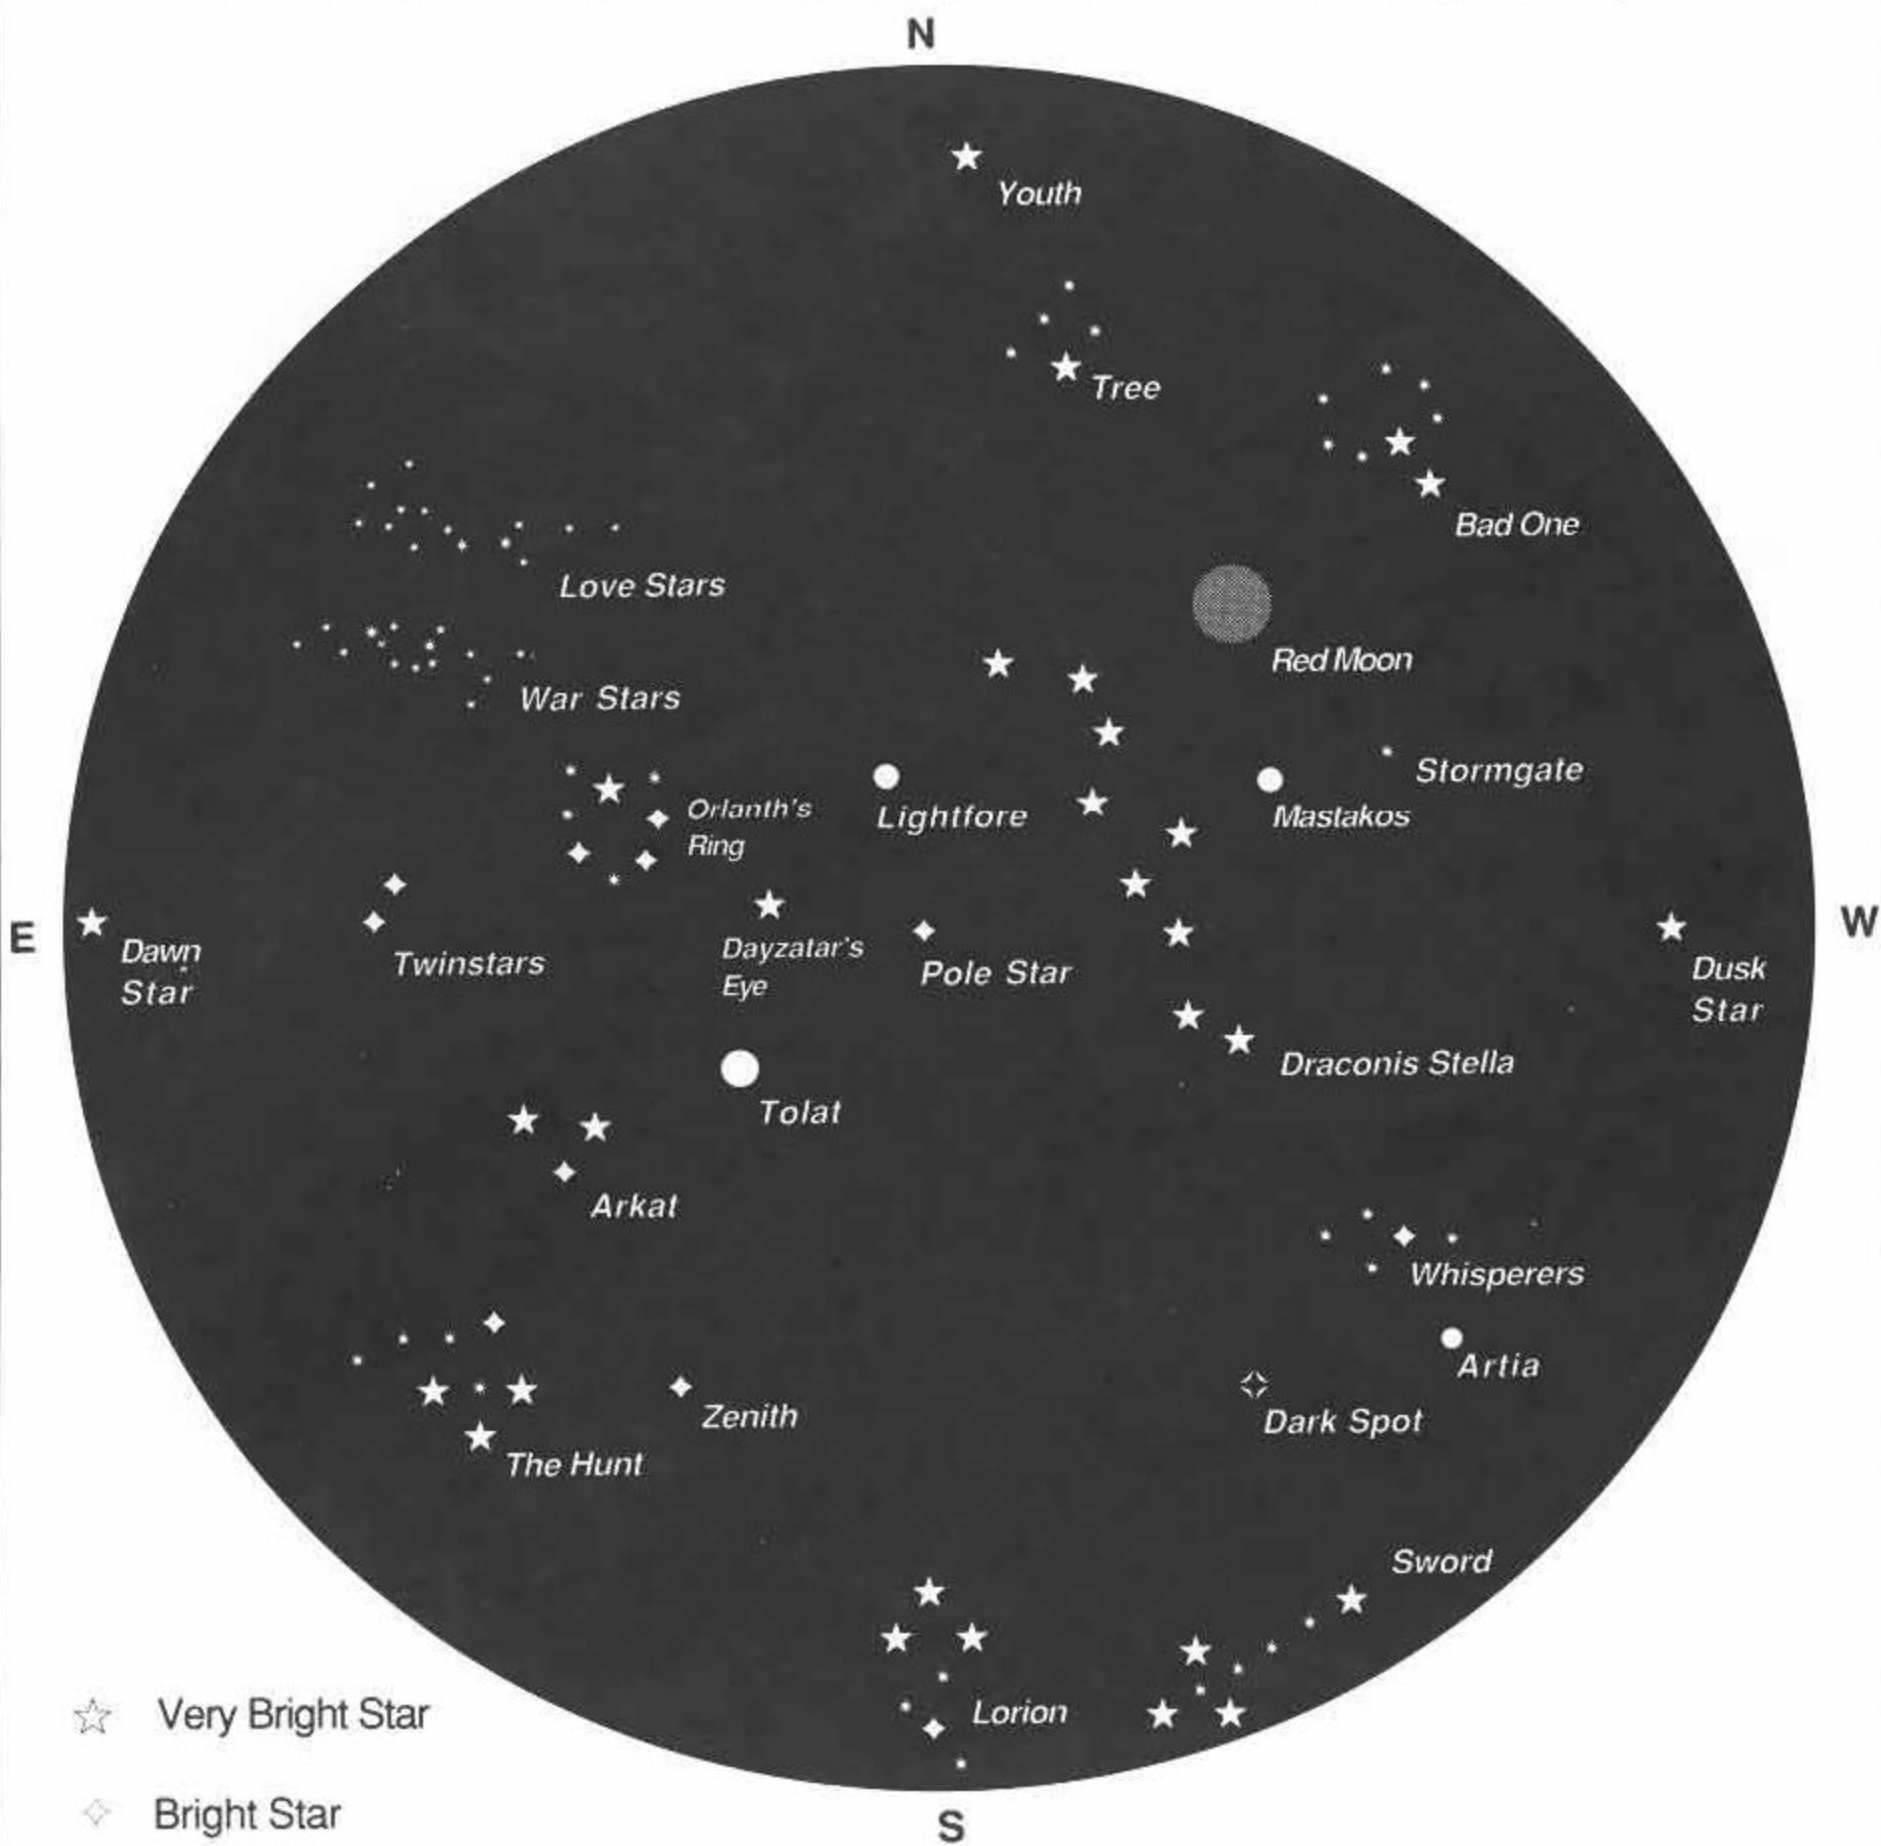 N
Youth
Tree
Bad One
Love Stars
Red Moon
War Stars
Stormgate
Orlanth's
Ring
Lightfore
Mastakos
E
W
Dawn
Star
Twinstars
Dayzatar's
Eye
Pole Star
Dusk
Star
Draconis Stella
Tolat
Arkat
Whisperers
Artia
Zenith
Dark Spot
The Hunt
Sword
Lorion
Very Bright Star
Bright Star
S